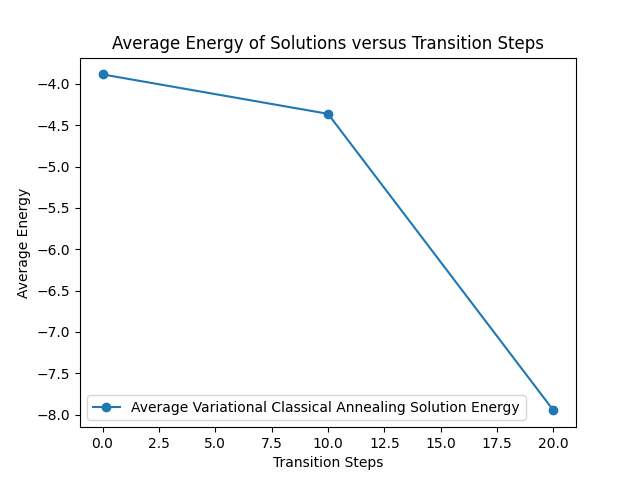 Average Energy of Solutions versus Transition Steps
Average Energy
−4.0
−4.5
−5.0
−5.5
−6.0
−6.5
−7.0
−7.5
−8.0
Average Variational Classical Annealing Solution Energy
0.0 2.5 5.0 7.5 10.0 12.5 15.0 17.5 20.0
Transition Steps